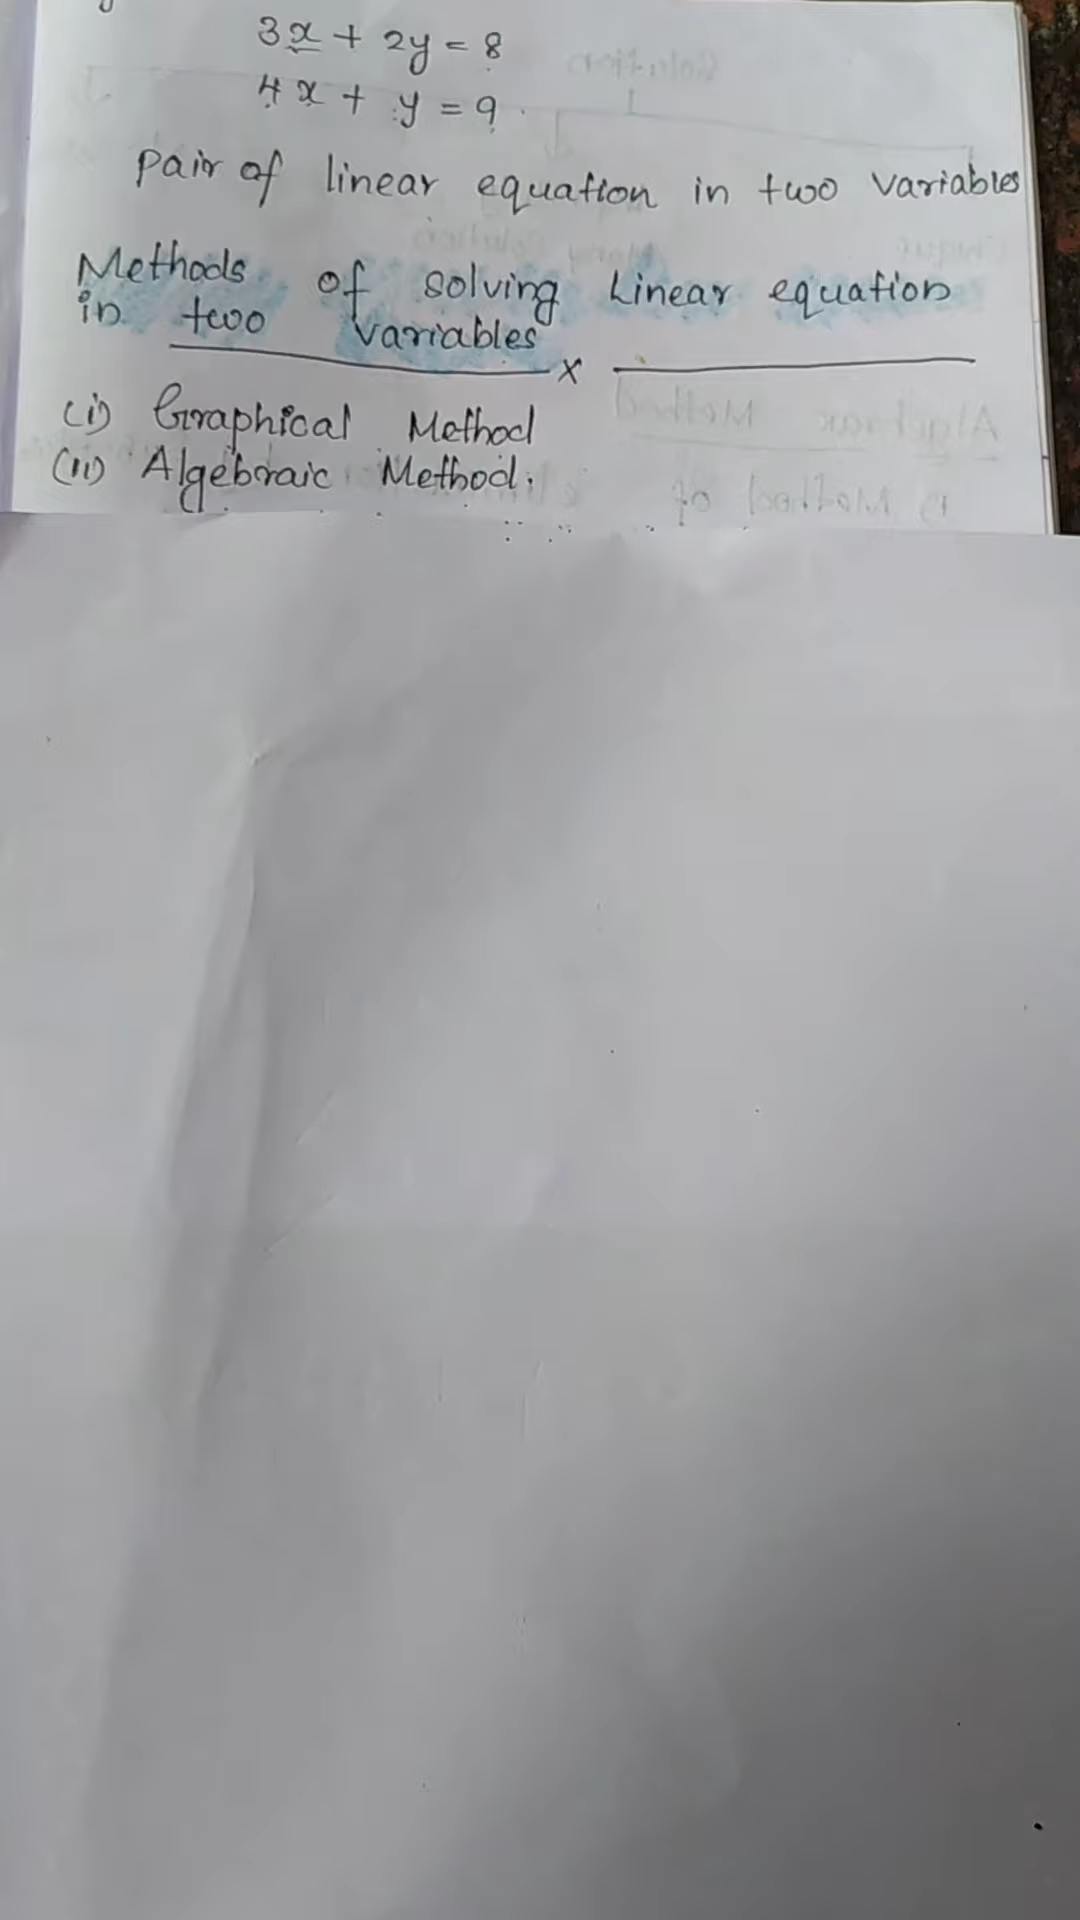 3x + 2y = 8
4x + y = 9
pair of linear equation in two variables
Methods of solving Linear equation
in two variables
x
(i) Graphical Method
(ii) Algebraic Method.